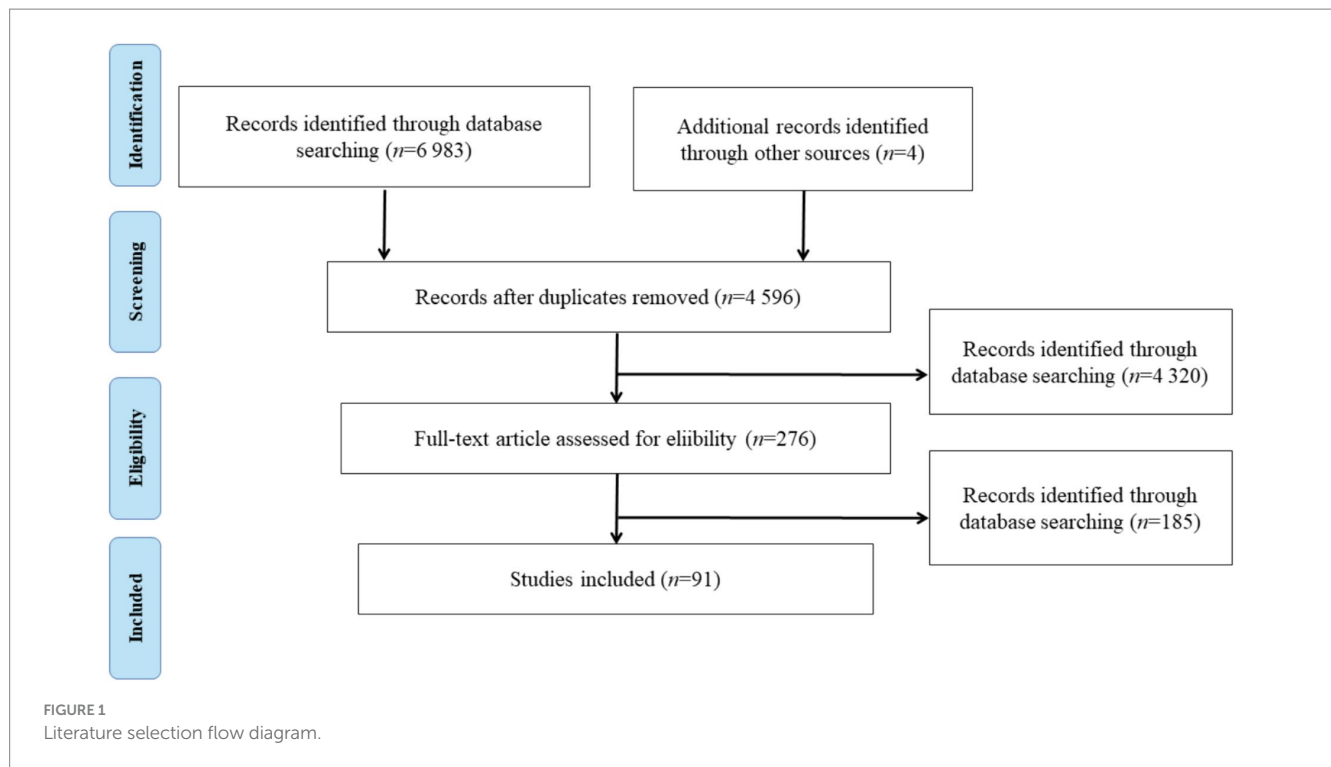 Identification
Records identified through database
searching (n=6 983)
Additional records identified
through other sources (n=4)
Screening
Records after duplicates removed (n=4 596)
Records identified through
database searching (n=4 320)
Eligibility
Full-text article assessed for eliibility (n=276)
Records identified through
database searching (n=185)
Included
Studies included (n=91)
FIGURE 1
Literature selection flow diagram.